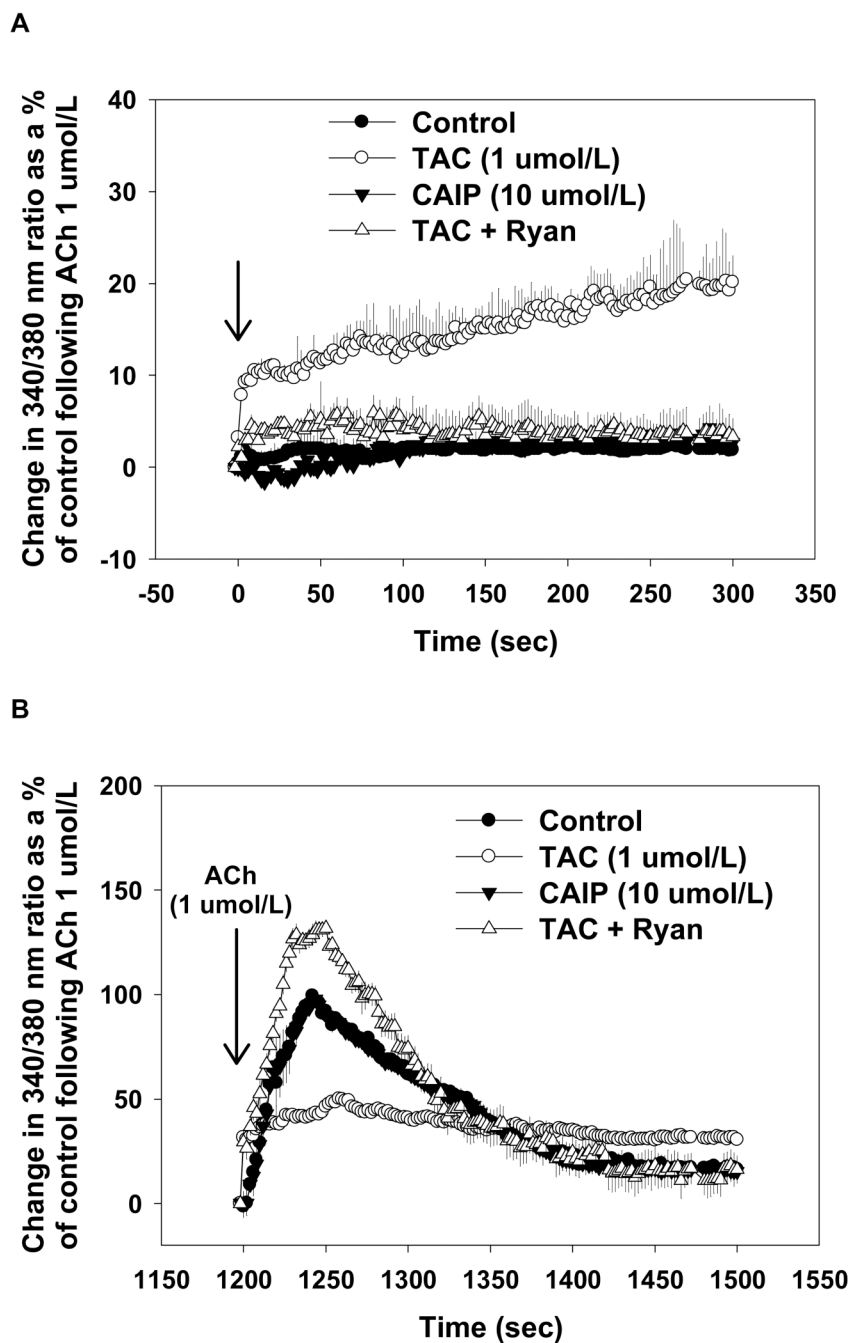 A
Change in 340/380 nm ratio as a %
of control following ACh 1 umol/L
40
30
20
10
0
-10
Control
TAC (1 umol/L)
CAIP (10 umol/L)
TAC + Ryan
-50 0 50 100 150 200 250 300 350
Time (sec)
B
Change in 340/380 nm ratio as a %
of control following ACh 1 umol/L
200
150
100
50
0
Control
TAC (1 umol/L)
CAIP (10 umol/L)
TAC + Ryan
ACh
(1 umol/L)
1150 1200 1250 1300 1350 1400 1450 1500 1550
Time (sec)